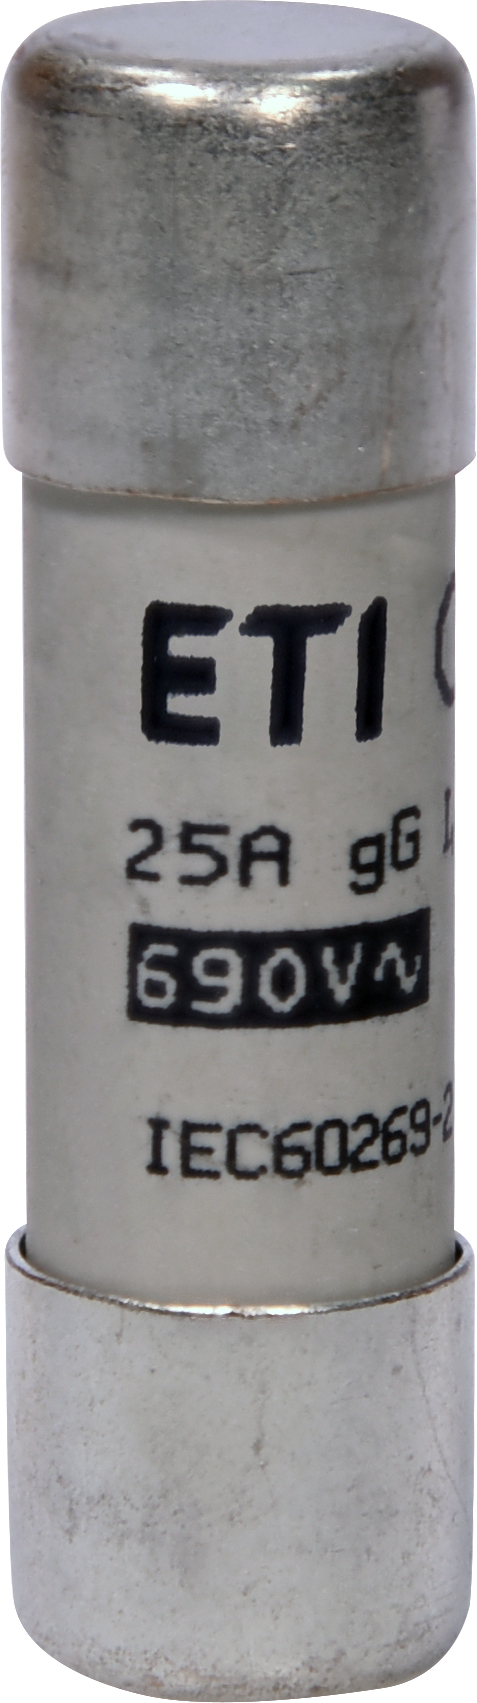 ETI
25A gG
690V~
IEC60269-2